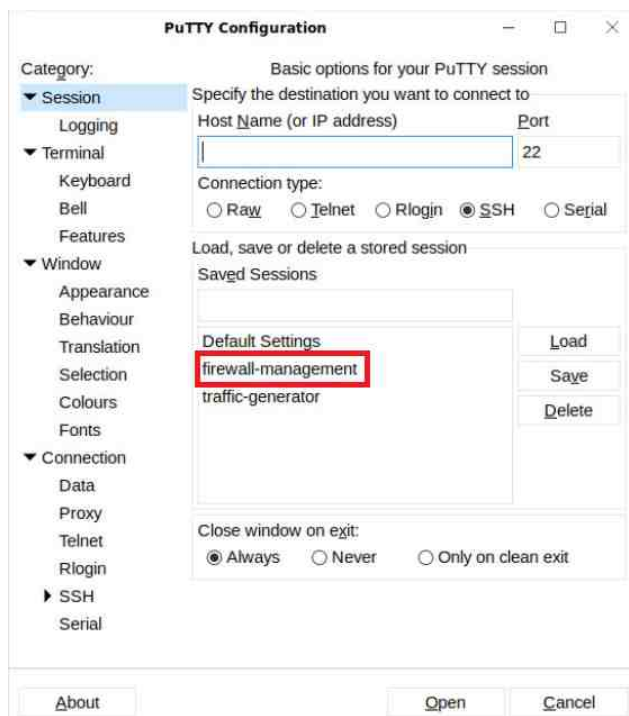 PuTTY Configuration
Category:
Session
Logging
Terminal
Keyboard
Bell
Features
Window
Appearance
Behaviour
Translation
Selection
Colours
Fonts
Connection
Data
Proxy
Telnet
Rlogin
SSH
Serial
Basic options for your PuTTY session
Specify the destination you want to connect to
Host Name (or IP address) Port
22
Connection type:
Raw Telnet Rlogin SSH Serial
Load, save or delete a stored session
Saved Sessions
Default Settings
firewall-management
traffic-generator
Load
Save
Delete
Close window on exit:
Always Never Only on clean exit
About Open Cancel